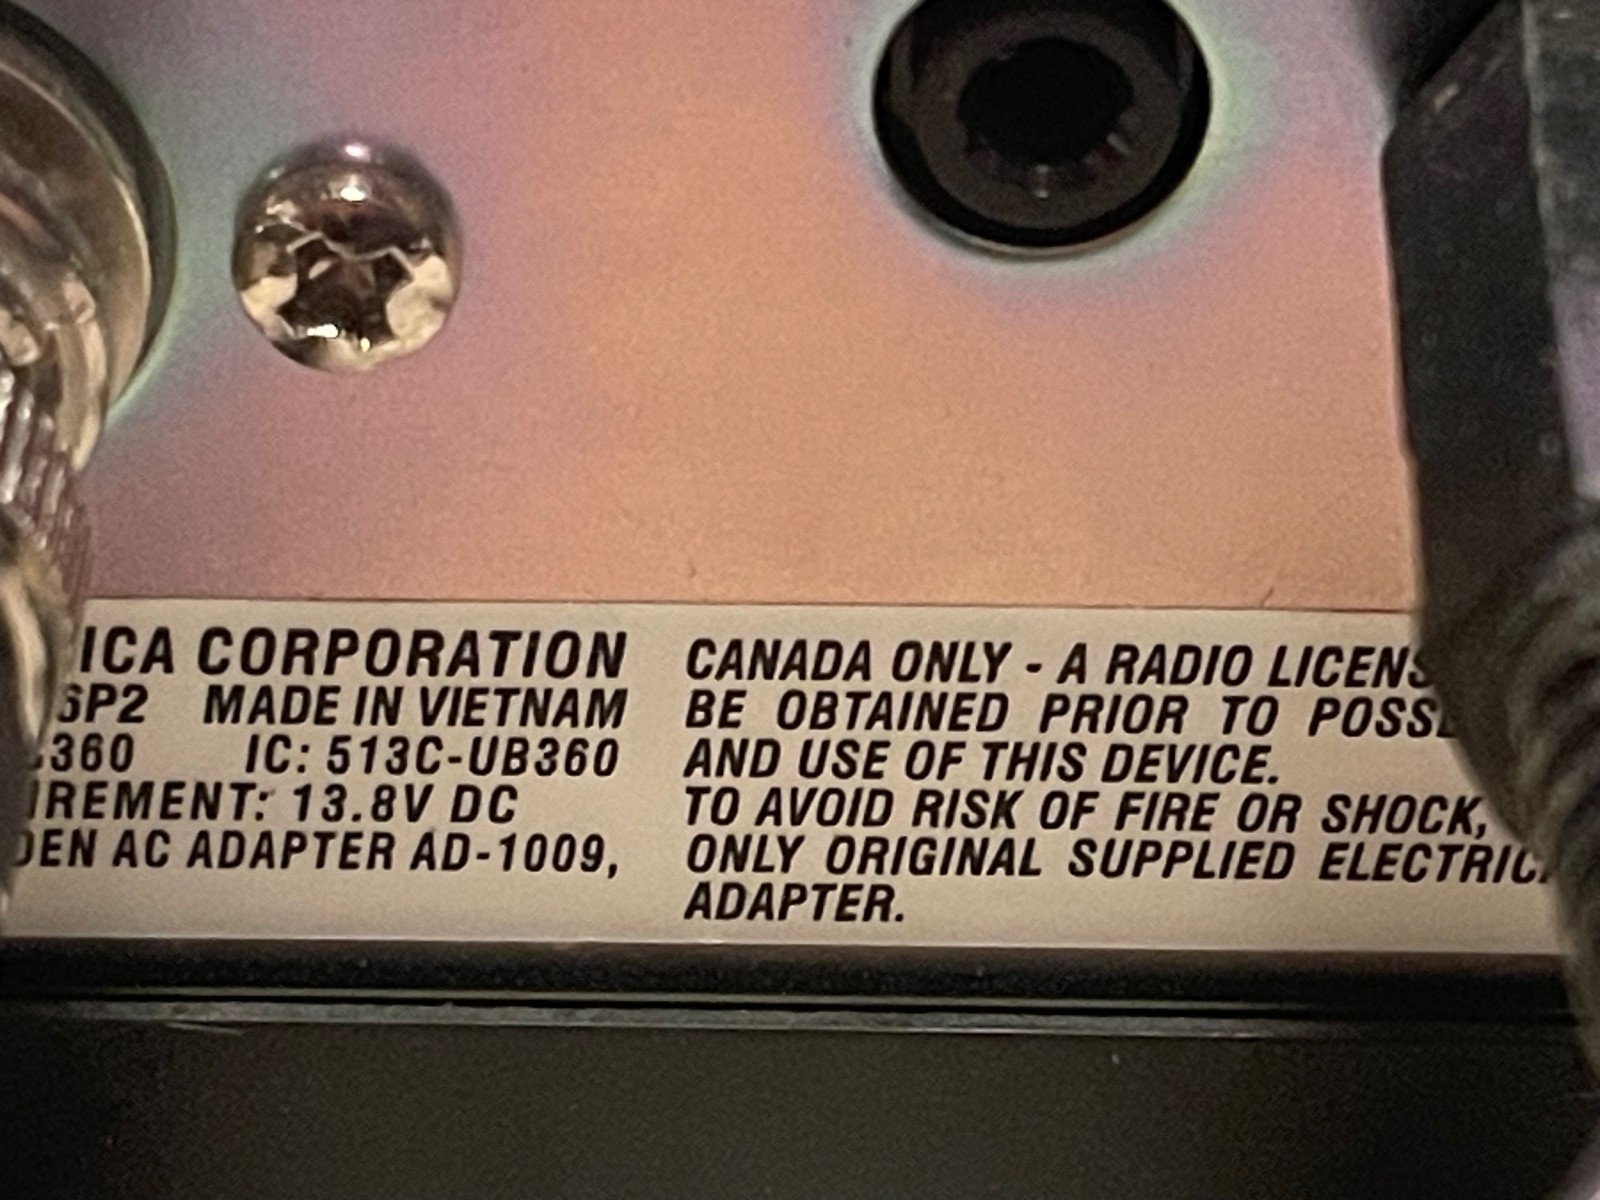 ICA CORPORATION
6P2 MADE IN VIETNAM
360 IC: 513C-UB360
IREMENT: 13.8V DC
DEN AC ADAPTER AD-1009,
CANADA ONLY - A RADIO LICENS
BE OBTAINED PRIOR TO POSSE
AND USE OF THIS DEVICE.
TO AVOID RISK OF FIRE OR SHOCK,
ONLY ORIGINAL SUPPLIED ELECTRIC
ADAPTER.